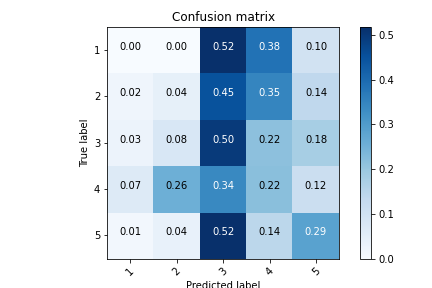 Confusion matrix
1 0.00 0.00 0.52 0.38 0.10
2 0.02 0.04 0.45 0.35 0.14
3 0.03 0.08 0.50 0.22 0.18
4 0.07 0.26 0.34 0.22 0.12
5 0.01 0.04 0.52 0.14 0.29
1 2 3 4 5
True label
Predicted label
0.5
0.4
0.3
0.2
0.1
0.0